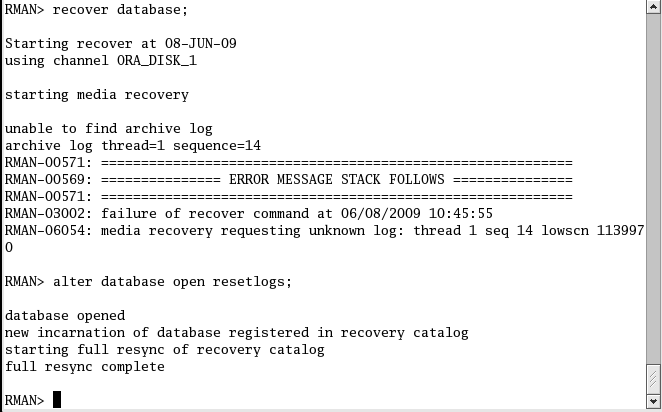 RMAN> recover database;
Starting recover at 08-JUN-09
using channel ORA_DISK_1
starting media recovery
unable to find archive log
archive log thread=1 sequence=14
RMAN-00571: ===========================================================
RMAN-00569: =============== ERROR MESSAGE STACK FOLLOWS ===============
RMAN-00571: ===========================================================
RMAN-03002: failure of recover command at 06/08/2009 10:45:55
RMAN-06054: media recovery requesting unknown log: thread 1 seq 14 lowscn 113997
0
RMAN> alter database open resetlogs;
database opened
new incarnation of database registered in recovery catalog
starting full resync of recovery catalog
full resync complete
RMAN>